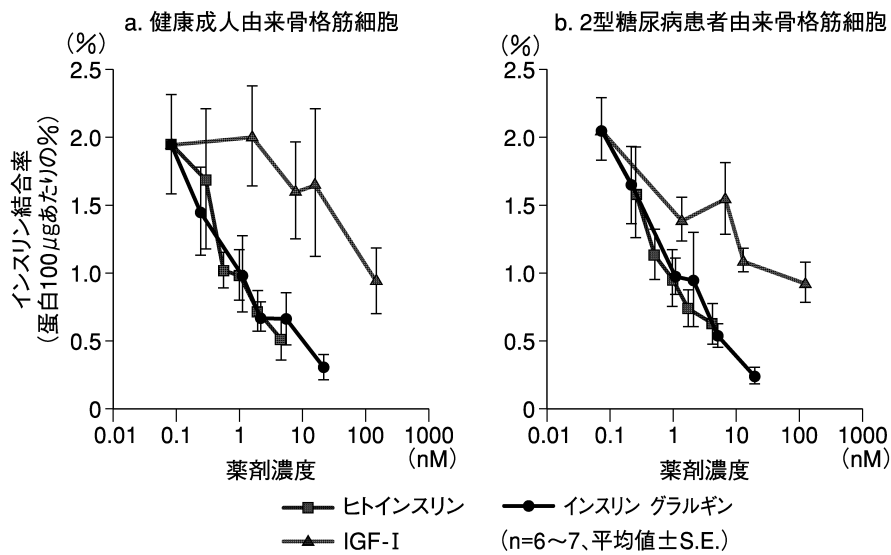 a. 健康成人由来骨格筋細胞
(%)
2.5
2.0
1.5
1.0
0.5
0
0.01 0.1 1 10 100 1000
(nM)
薬剤濃度
インスリン結合率
(蛋白100μgあたりの%)
b. 2型糖尿病患者由来骨格筋細胞
(%)
2.5
2.0
1.5
1.0
0.5
0
0.01 0.1 1 10 100 1000
(nM)
薬剤濃度
ヒトインスリン
インスリン グラルギン
IGF-I
(n=6〜7、平均値±S.E.)